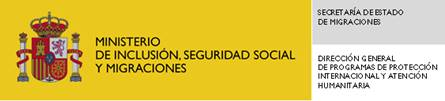 MINISTERIO
DE INCLUSIÓN, SEGURIDAD SOCIAL
Y MIGRACIONES
SECRETARÍA DE ESTADO
DE MIGRACIONES
DIRECCIÓN GENERAL
DE PROGRAMAS DE PROTECCIÓN
INTERNACIONAL Y ATENCIÓN
HUMANITARIA